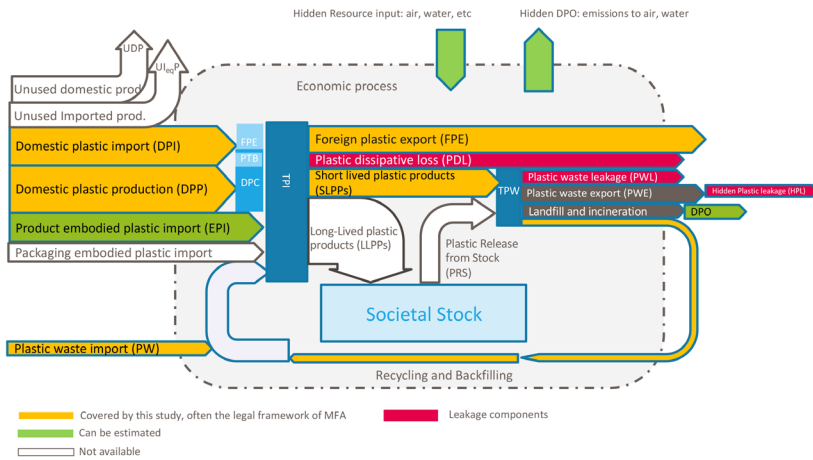 Hidden Resource input: air, water, etc
Hidden DPO: emissions to air, water
UDP
UIeqP
Economic process
Unused domestic prod.
Unused Imported prod.
Domestic plastic import (DPI)
FPE
PTB
DPC
TPI
Foreign plastic export (FPE)
Plastic dissipative loss (PDL)
Domestic plastic production (DPP)
Short lived plastic products
(SLPPs)
TPW
Plastic waste leakage (PWL)
Plastic waste export (PWE)
Hidden Plastic leakage (HPL)
Landfill and incineration
DPO
Product embodied plastic import (EPI)
Packaging embodied plastic import
Long-Lived plastic
products (LLPPs)
Plastic Release
from Stock
(PRS)
Societal Stock
Plastic waste import (PW)
Recycling and Backfilling
Covered by this study, often the legal framework of MFA
Leakage components
Can be estimated
Not available